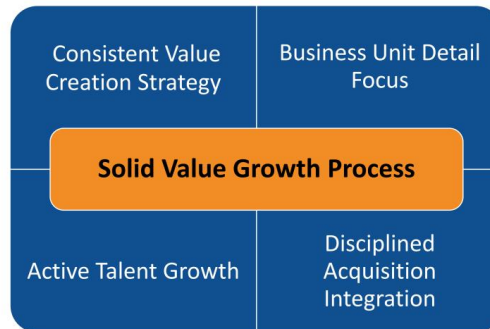 Consistent Value
Creation Strategy
Business Unit Detail
Focus
Solid Value Growth Process
Active Talent Growth
Disciplined
Acquisition
Integration